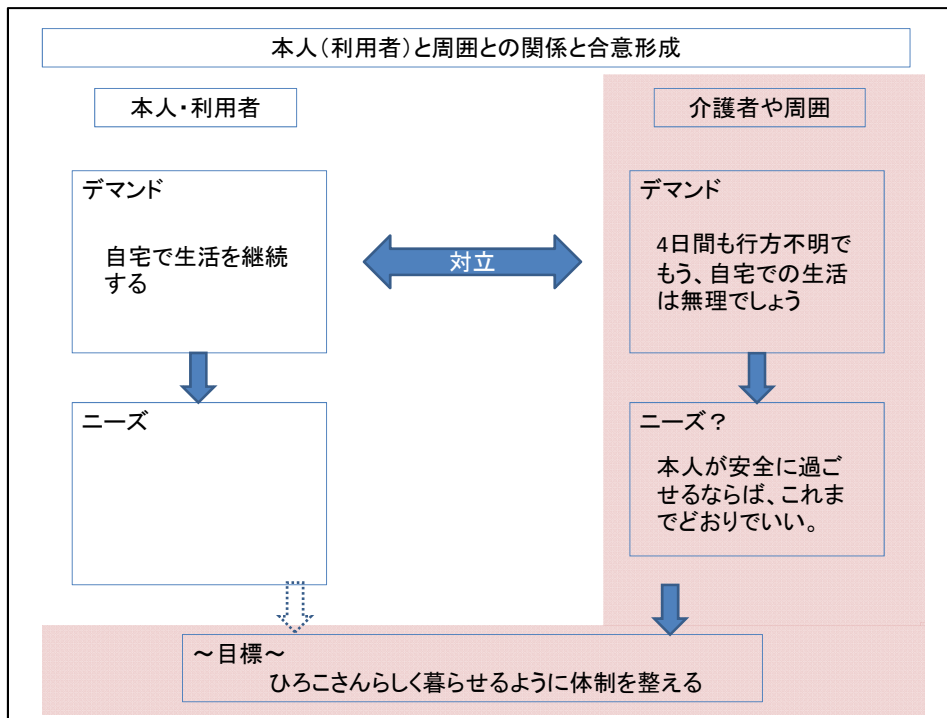 本人(利用者)と周囲との関係と合意形成
本人・利用者
介護者や周囲
デマンド
自宅で生活を継続
する
対立
デマンド
4日間も行方不明で
もう、自宅での生活
は無理でしょう
ニーズ
ニーズ?
本人が安全に過ご
せるならば、これま
でどおりでいい。
~目標~
ひろこさんらしく暮らせるように体制を整える